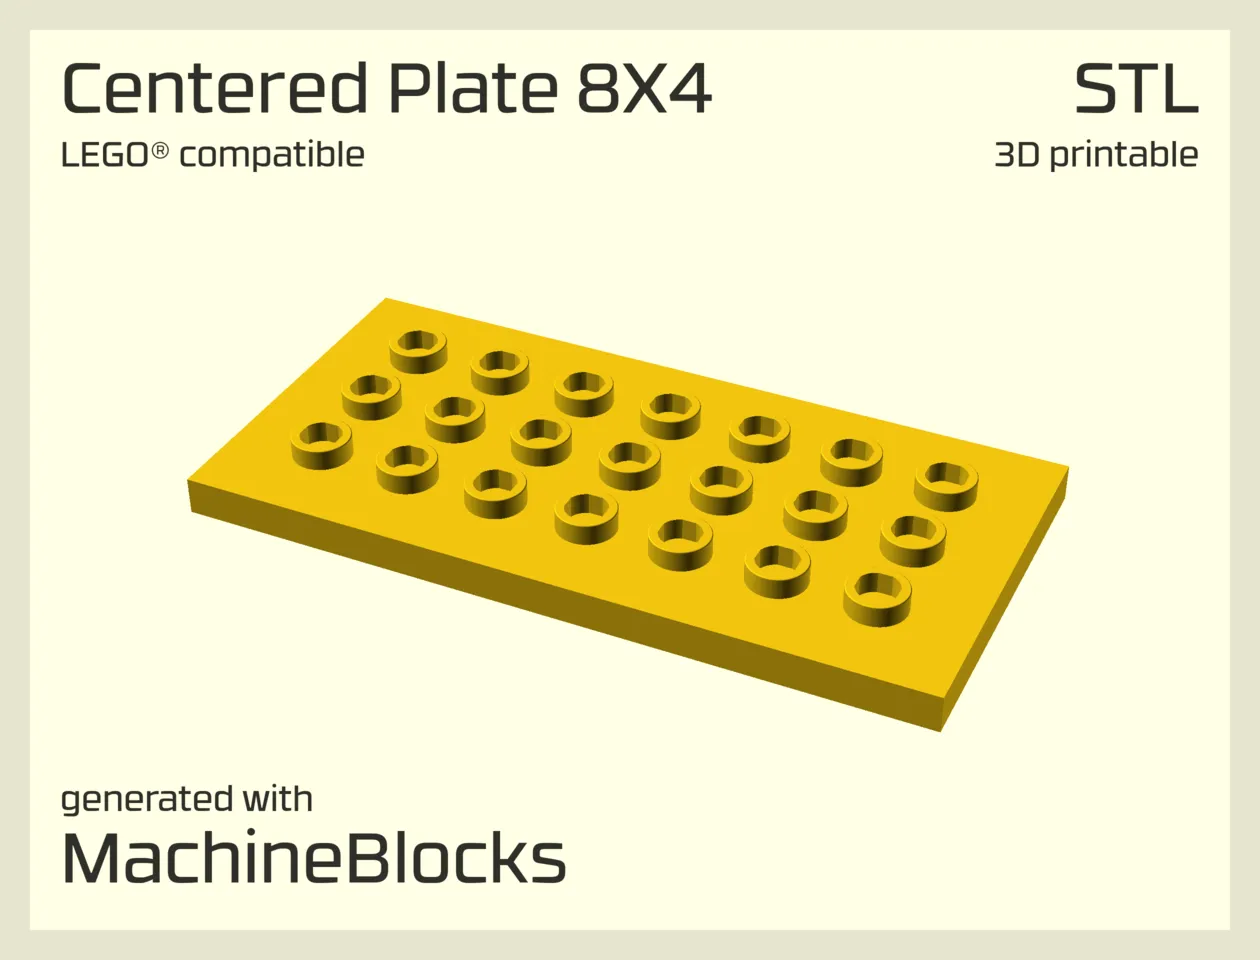 Centered Plate 8X4
STL
LEGO® compatible
3D printable
generated with
MachineBlocks